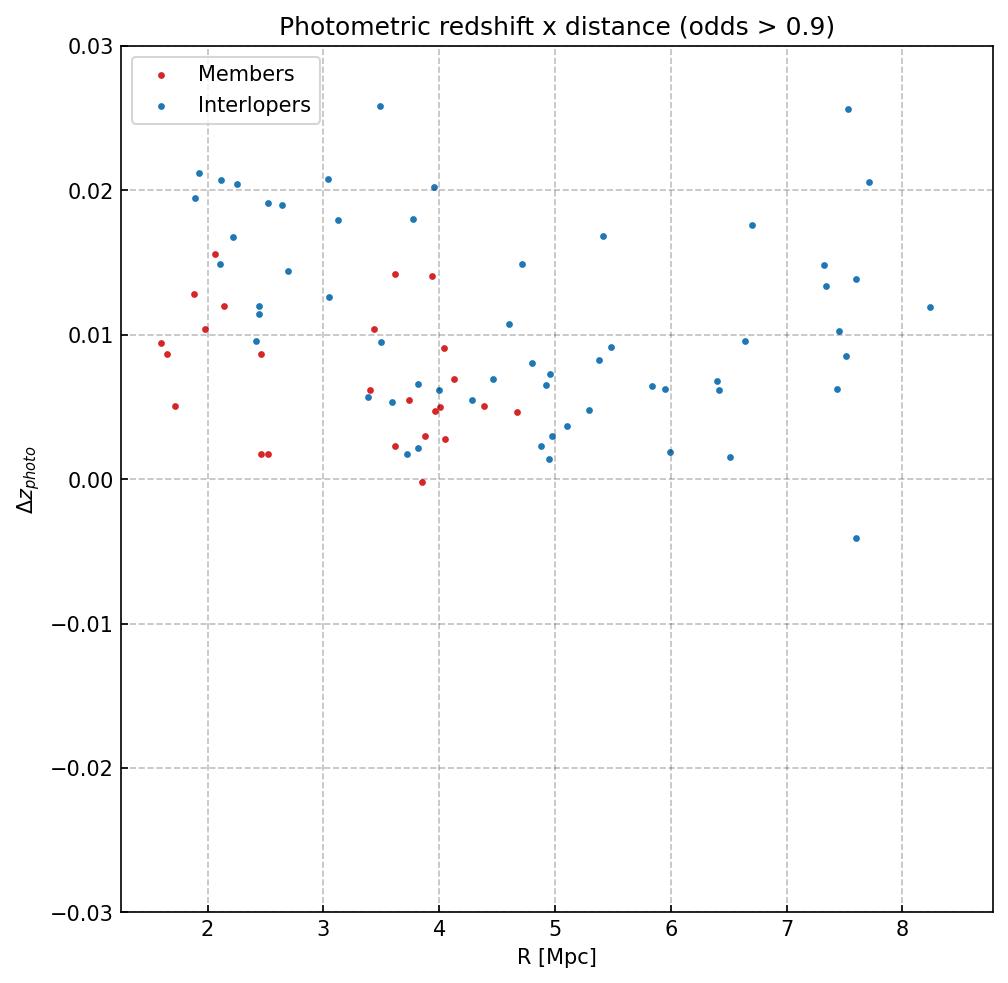 Photometric redshift x distance (odds > 0.9)
Members
Interlopers
0.03
0.02
0.01
0.00
−0.01
−0.02
−0.03
Δz_photo
2 3 4 5 6 7 8
R [Mpc]